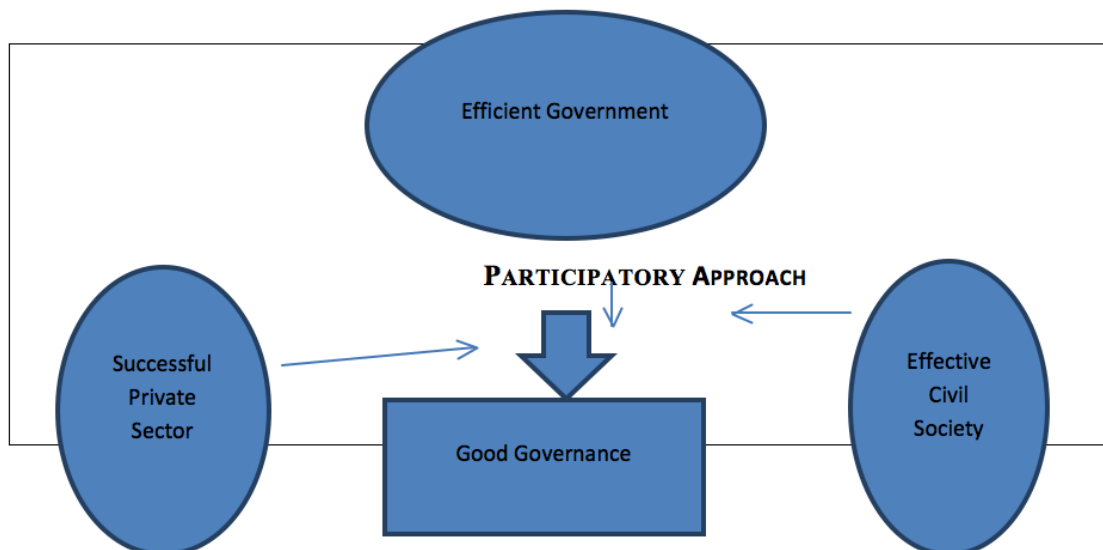 Efficient Government
PARTICIPATORY APPROACH
Successful
Private
Sector
Effective
Civil
Society
Good Governance